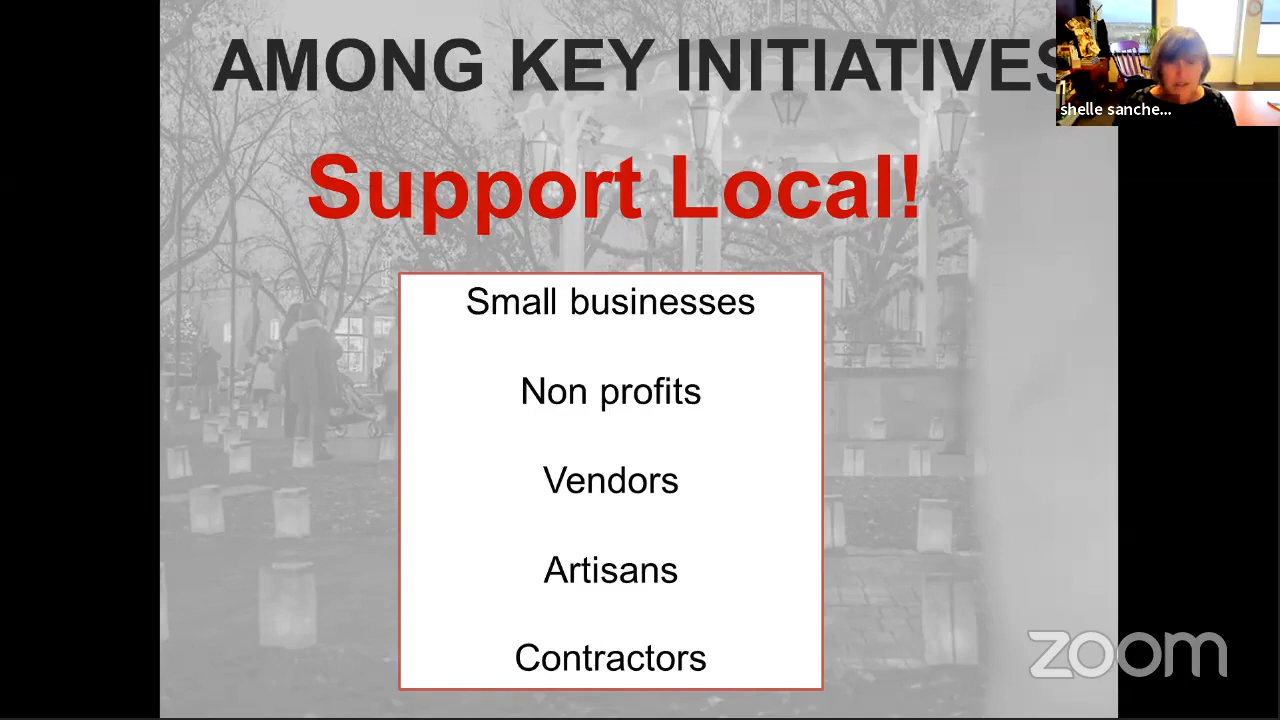 AMONG KEY INITIATIVES
shelle sanche...
Support Local!
Small businesses
Non profits
Vendors
Artisans
Contractors
zoom